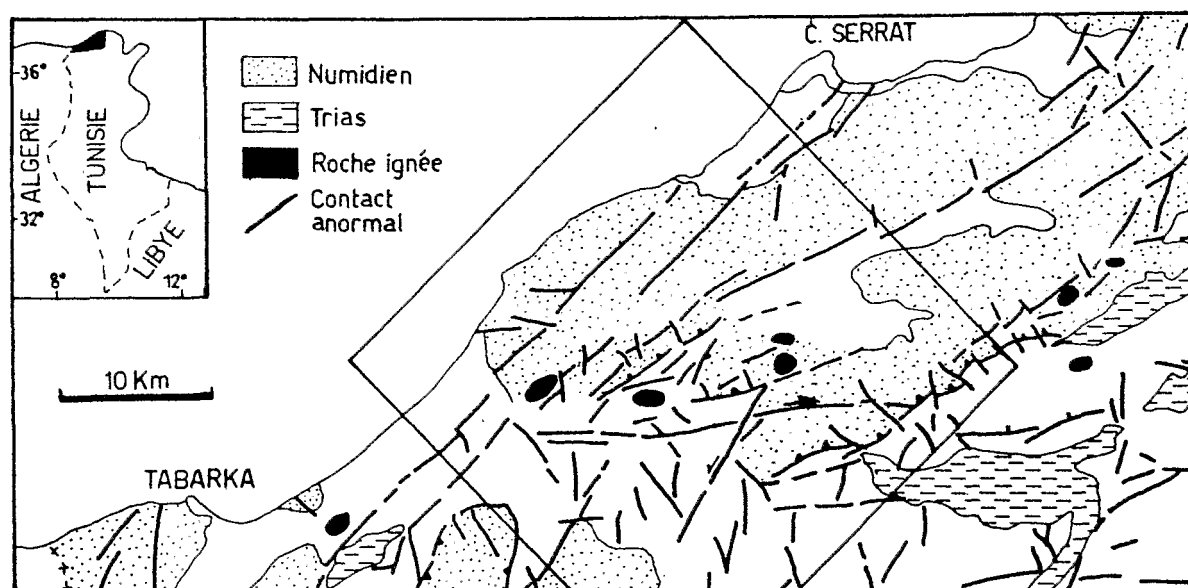 36°
32°
8°
12°
ALGERIE
TUNISIE
LIBYE
Numidien
Trias
Roche ignée
Contact
anormal
10 Km
C. SERRAT
TABARKA